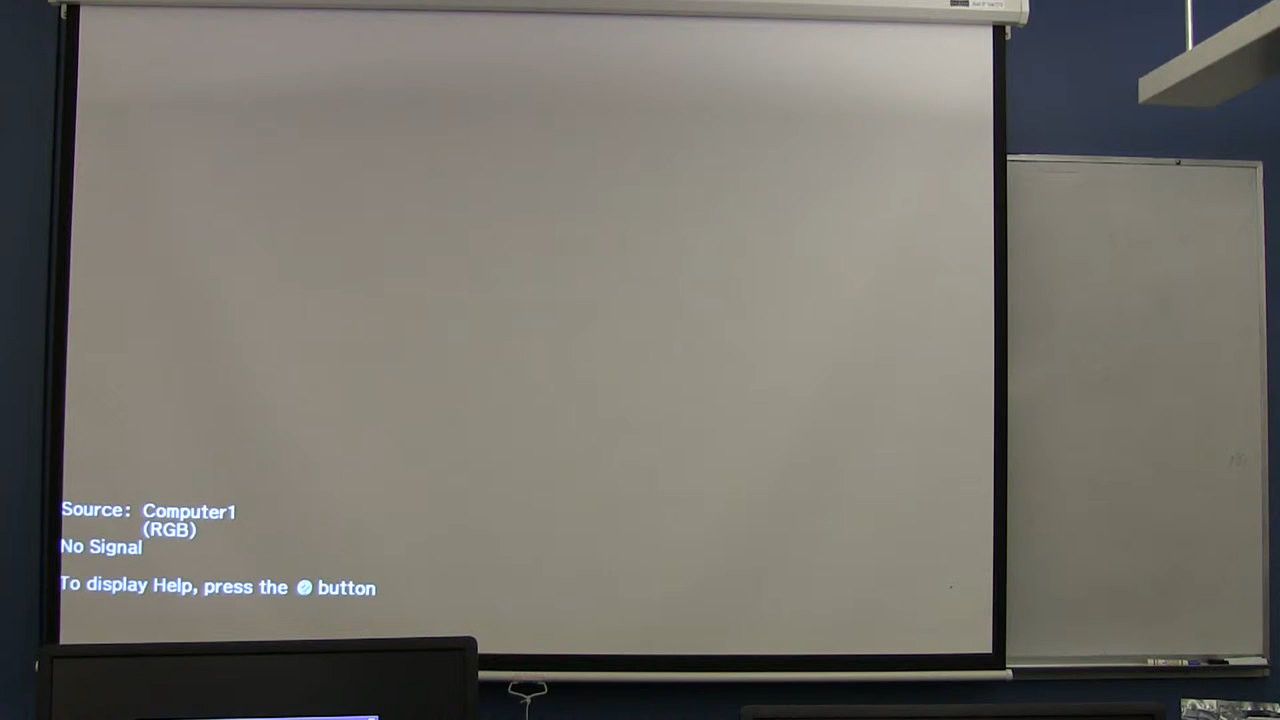 Source: Computer1
(RGB)
No Signal
To display Help, press the button